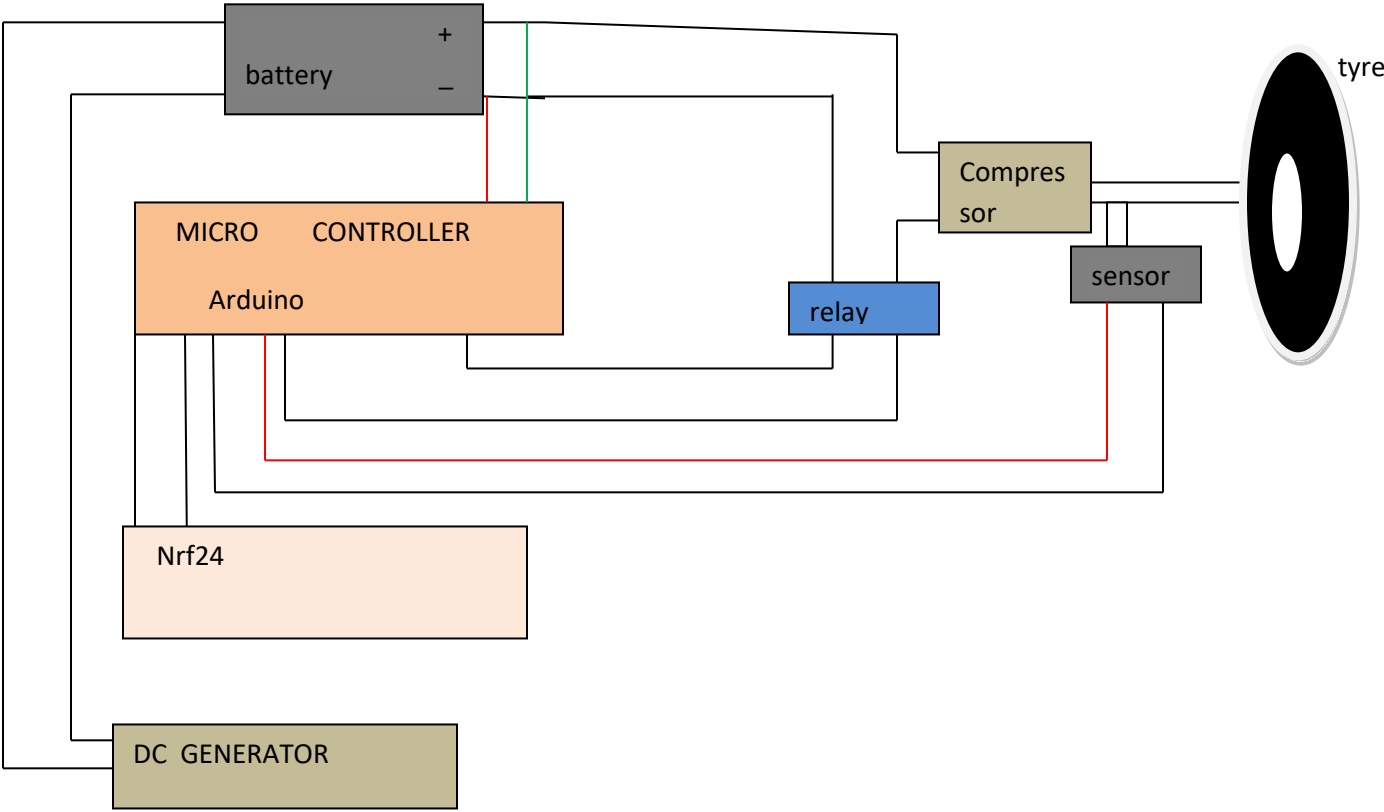 +
battery
_
tyre
Compres
sor
MICRO CONTROLLER
sensor
Arduino
relay
Nrf24
DC GENERATOR